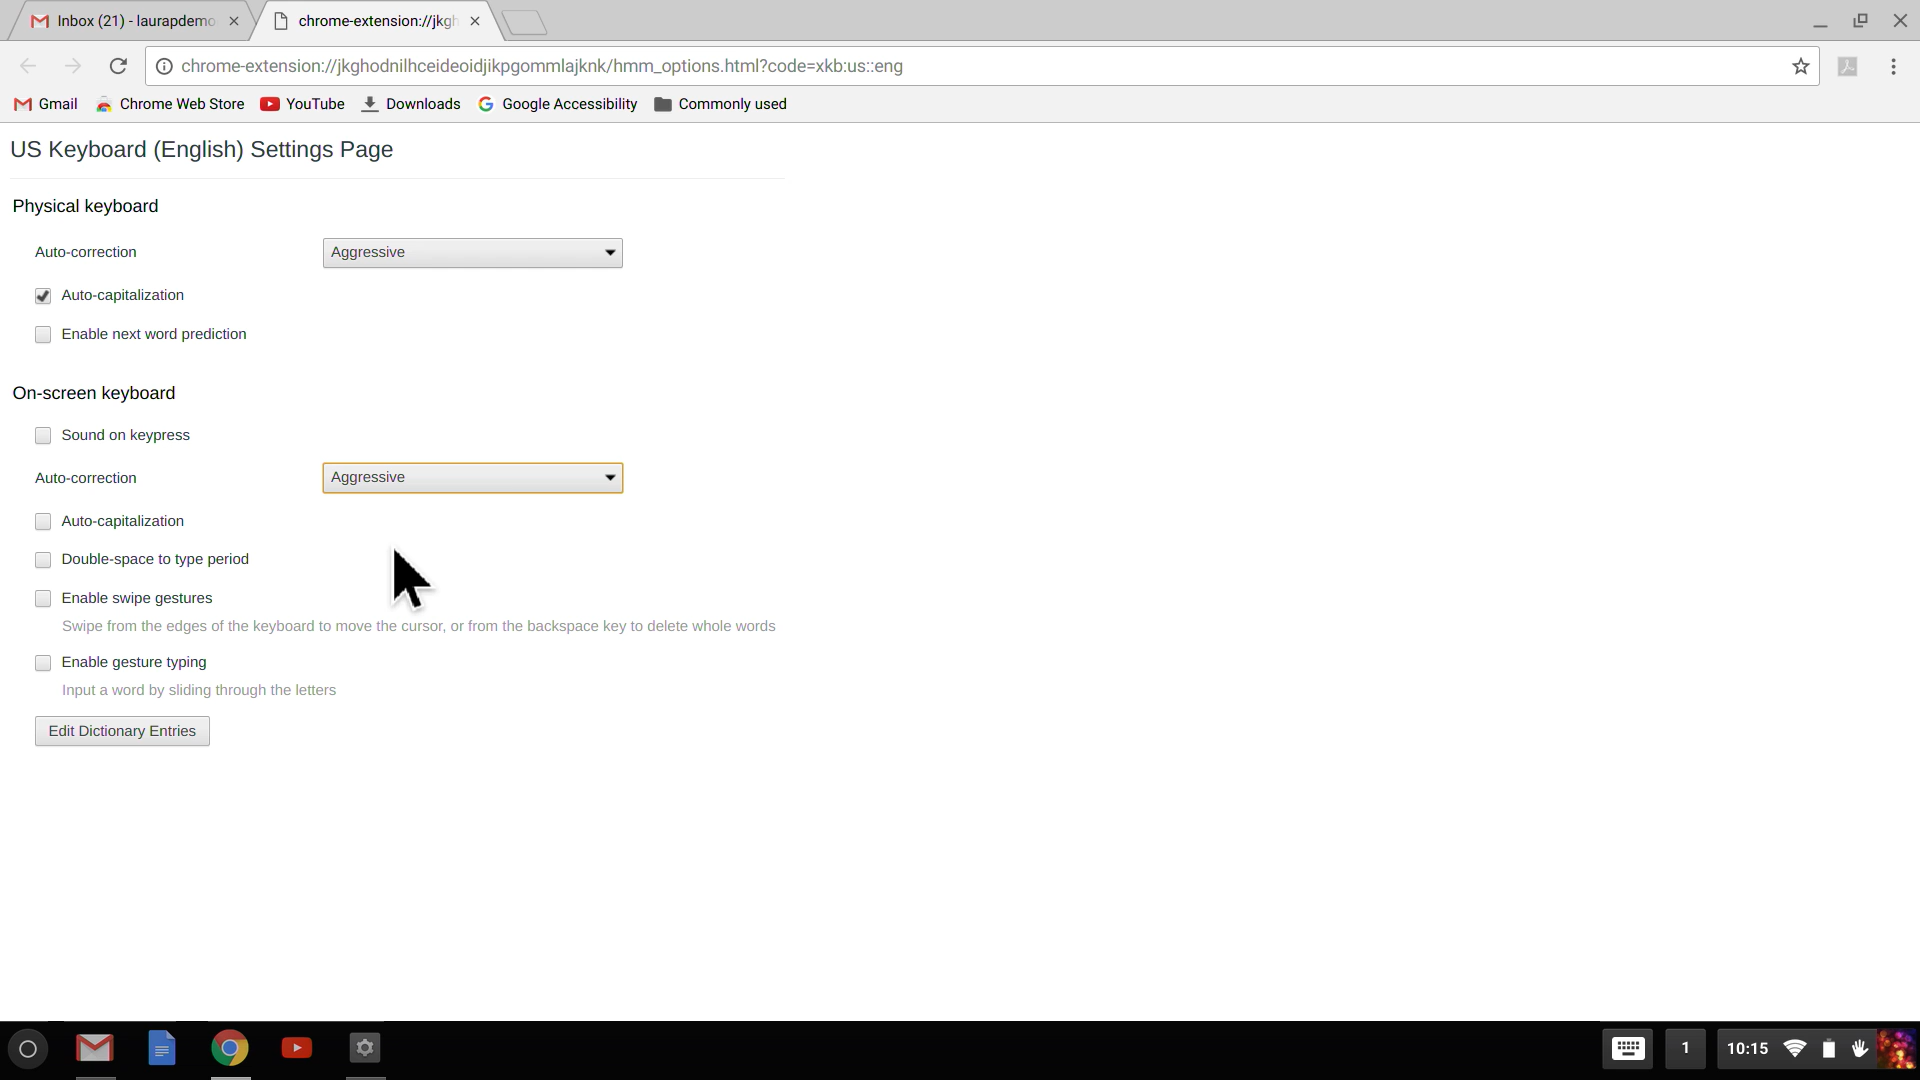 Inbox (21) - laurapdemo
chrome-extension://jkgh
chrome-extension://jkghodnilhceideoidjikpgommlajknk/hmm_options.html?code=xkb:us::eng
Gmail Chrome Web Store YouTube Downloads Google Accessibility Commonly used
US Keyboard (English) Settings Page
Physical keyboard
Auto-correction Aggressive
Auto-capitalization
Enable next word prediction
On-screen keyboard
Sound on keypress
Auto-correction Aggressive
Auto-capitalization
Double-space to type period
Enable swipe gestures
Swipe from the edges of the keyboard to move the cursor, or from the backspace key to delete whole words
Enable gesture typing
Input a word by sliding through the letters
Edit Dictionary Entries
1 10:15